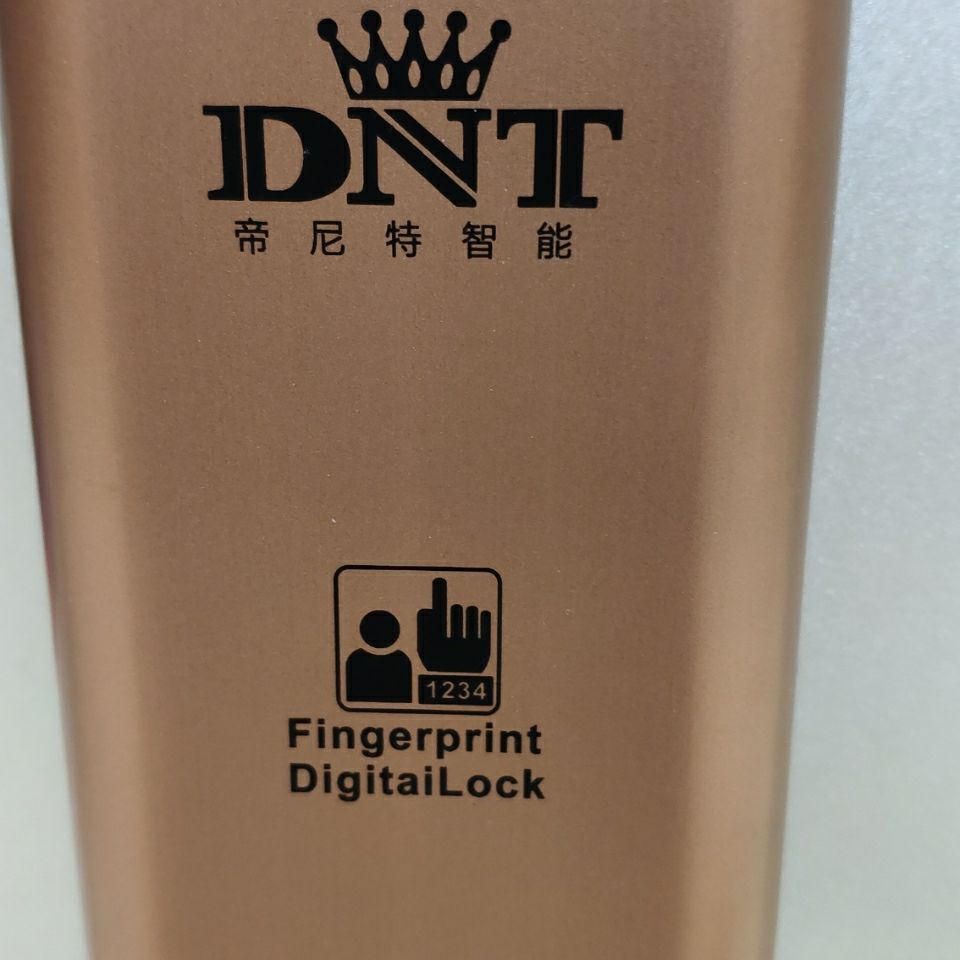 DNT
帝尼特智能
1234
Fingerprint
DigitaiLock